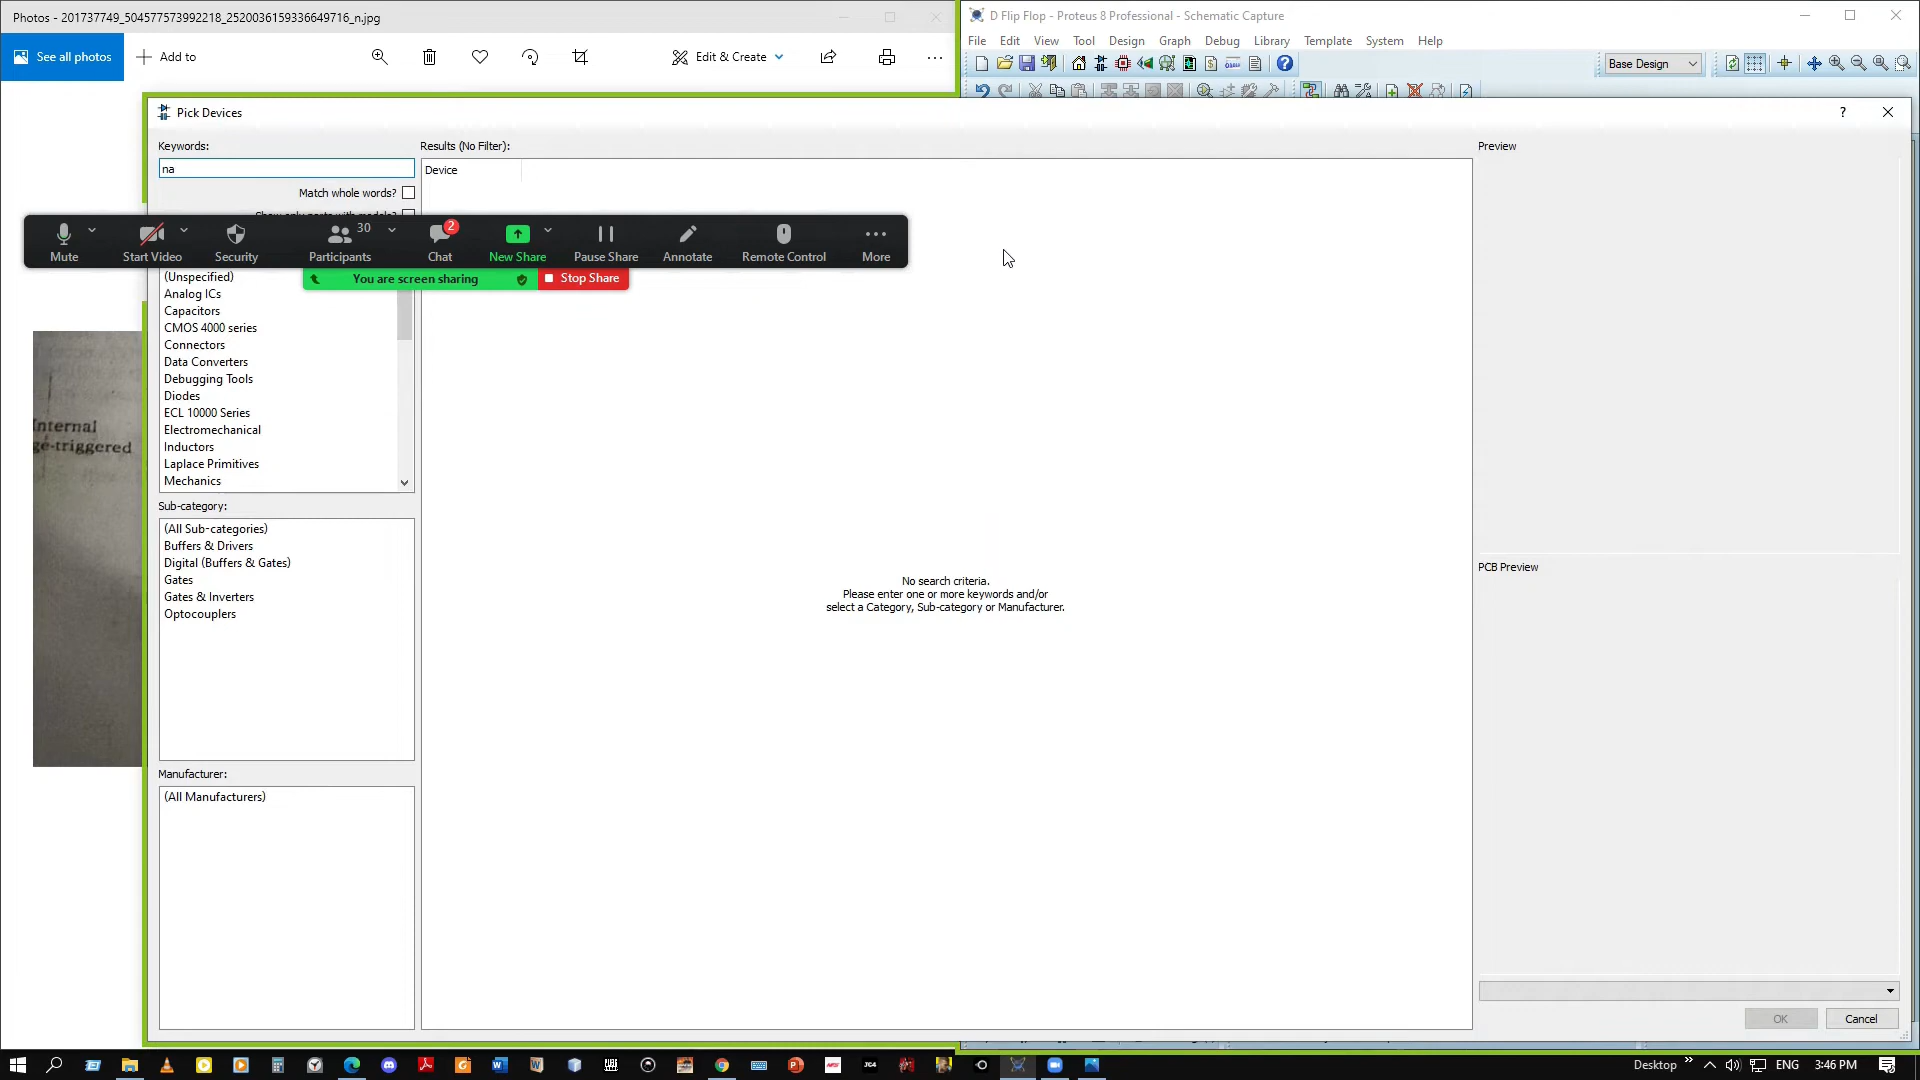 Photos - 201737749_504577573992218_2520036159336649716_n.jpg
See all photos
Add to
Edit & Create
D Flip Flop - Proteus 8 Professional - Schematic Capture
File Edit View Tool Design Graph Debug Library Template System Help
Base Design
Pick Devices
?
Keywords:
na
Match whole words?
Show only parts with models?
Results (No Filter):
Device
Preview
Mute
Start Video
Security
30
Participants
2
Chat
New Share
Pause Share
Annotate
Remote Control
More
You are screen sharing
Stop Share
(Unspecified)
Analog ICs
Capacitors
CMOS 4000 series
Connectors
Data Converters
Debugging Tools
Diodes
ECL 10000 Series
Electromechanical
Inductors
Laplace Primitives
Mechanics
Internal
ge-triggered
Sub-category:
(All Sub-categories)
Buffers & Drivers
Digital (Buffers & Gates)
Gates
Gates & Inverters
Optocouplers
Manufacturer:
(All Manufacturers)
No search criteria.
Please enter one or more keywords and/or
select a Category, Sub-category or Manufacturer.
PCB Preview
OK
Cancel
Desktop
ENG
3:46 PM